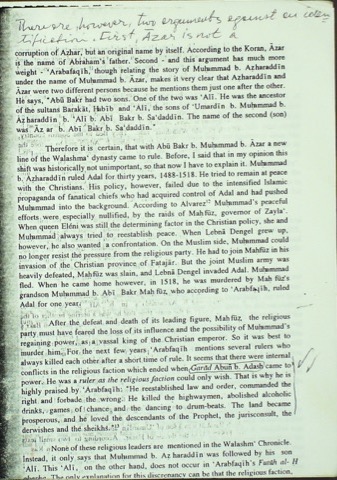 There are, however, two arguments against an iden
tification. First, Azar is not a
corruption of Azhar, but an original name by itself. According to the Koran, Āzar
is the name of Abraham's father. Second - and this argument has much more
weight - ʿArabfaqīh, though relating the story of Muḥammad b. Azharaddīn
under the name of Muḥammad b. Āzar, makes very clear that Azharaddīn and
Āzar were two different persons because he mentions them just one after the other.
He says, "Abū Bakr had two sons. One of the two was ʿAlī. He was the ancestor
of the sultans Barakāt, Ḥabīb and ʿAlī, the sons of ʿUmardīn b. Muḥammad b.
Azharaddīn b. ʿAlī b. Abī Bakr b. Saʿdaddīn. The name of the second (son)
was Āzar b. Abī Bakr b. Saʿdaddīn."
Therefore it is certain, that with Abū Bakr b. Muḥammad b. Āzar a new
line of the Walashmaʿ dynasty came to rule. Before, I said that in my opinion this
shift was historically not unimportant, so that now I have to explain it. Muḥammad
b. Azharaddīn ruled Adal for thirty years, 1488-1518. He tried to remain at peace
with the Christians. His policy, however, failed due to the intensified Islamic
propaganda of fanatical chiefs who had acquired control of Adal and had pushed
Muḥammad into the background. According to Alvarez Muḥammad's peaceful
efforts were especially nullified, by the raids of Maḥfūẓ, governor of Zaylaʿ.
When queen Elēni was still the determining factor in the Christian policy, she and
Muḥammad always tried to reestablish peace. When Lebnä Dengel grew up,
however, he also wanted a confrontation. On the Muslim side, Muḥammad could
no longer resist the pressure from the religious party. He had to join Maḥfūẓ in his
invasion of the Christian province of Faṭajār. But the joint Muslim army was
heavily defeated, Maḥfūẓ was slain, and Lebnä Dengel invaded Adal. Muḥammad
fled. When he came home however, in 1518, he was murdered by Maḥfūẓ's
grandson Muḥammad b. Abī Bakr Maḥfūẓ, who according to ʿArabfaqīh, ruled
Adal for one year.
After the defeat and death of its leading figure, Maḥfūẓ, the religious
party must have feared the loss of its influence and the possibility of Muḥammad's
regaining power, as a vassal king of the Christian emperor. So it was best to
murder him. For the next few years ʿArabfaqīh mentions several rulers who
always killed each other after a short time of rule. It seems that there were internal
conflicts in the religious faction which ended when Garād Abūn b. Adash came to
power. He was a ruler as the religious faction could only wish. That is why he is
highly praised by ʿArabfaqīh: "He reestablished law and order, commanded the
right and forbade the wrong. He killed the highwaymen, abolished alcoholic
drinks, games of chance and the dancing to drum-beats. The land became
prosperous, and he loved the descendants of the Prophet, the jurisconsult, the
derwishes and the sheikhs."
None of these religious leaders are mentioned in the Walashmʿ Chronicle.
Instead, it only says that Muḥammad b. Azharaddīn was followed by his son
ʿAlī. This ʿAlī, on the other hand, does not occur in ʿArabfaqīh's Futūḥ al-Ḥ
The only explanation for this discrepancy can be that the religious faction,